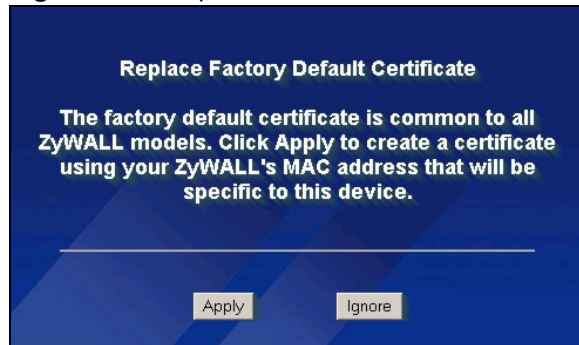 Replace Factory Default Certificate
The factory default certificate is common to all
ZyWALL models. Click Apply to create a certificate
using your ZyWALL's MAC address that will be
specific to this device.
Apply
Ignore